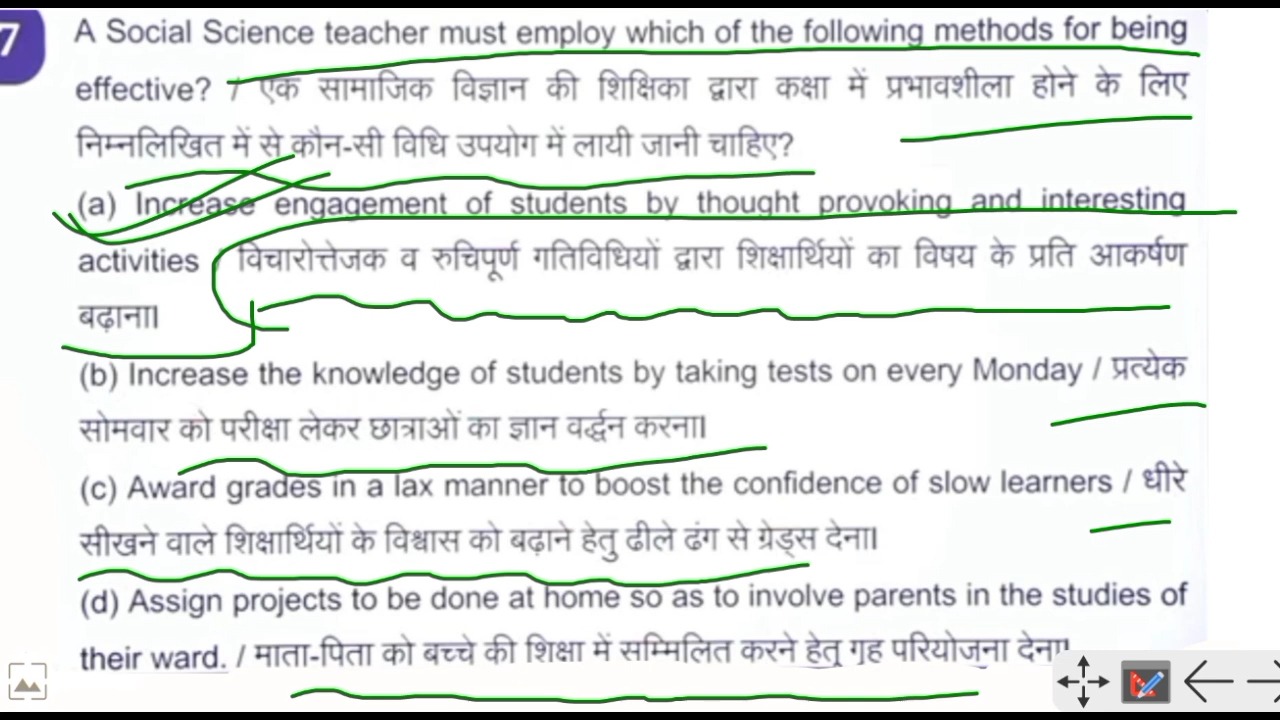 7
A Social Science teacher must employ which of the following methods for being
effective? / एक सामाजिक विज्ञान की शिक्षिका द्वारा कक्षा में प्रभावशीला होने के लिए
निम्नलिखित में से कौन-सी विधि उपयोग में लायी जानी चाहिए?
(a) Increase engagement of students by thought provoking and interesting
activities विचारोत्तेजक व रुचिपूर्ण गतिविधियों द्वारा शिक्षार्थियों का विषय के प्रति आकर्षण
बढ़ाना।
(b) Increase the knowledge of students by taking tests on every Monday / प्रत्येक
सोमवार को परीक्षा लेकर छात्राओं का ज्ञान वर्द्धन करना।
(c) Award grades in a lax manner to boost the confidence of slow learners / धीरे
सीखने वाले शिक्षार्थियों के विश्वास को बढ़ाने हेतु ढीले ढंग से ग्रेड्स देना।
(d) Assign projects to be done at home so as to involve parents in the studies of
their ward. / माता-पिता को बच्चे की शिक्षा में सम्मिलित करने हेतु गृह परियोजना देना।